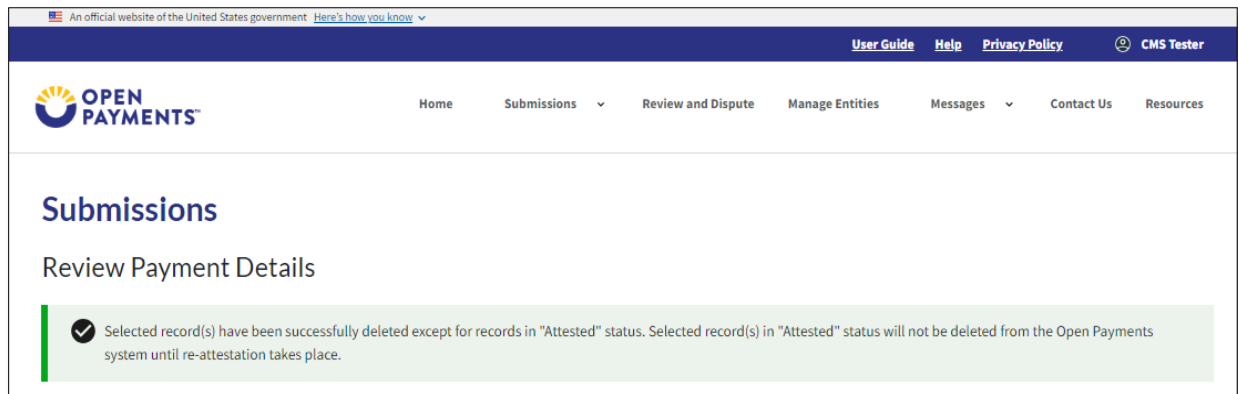 An official website of the United States government Here's how you know
User Guide Help Privacy Policy CMS Tester
OPEN
PAYMENTS™
Home Submissions Review and Dispute Manage Entities Messages Contact Us Resources
Submissions
Review Payment Details
Selected record(s) have been successfully deleted except for records in "Attested" status. Selected record(s) in "Attested" status will not be deleted from the Open Payments
system until re-attestation takes place.